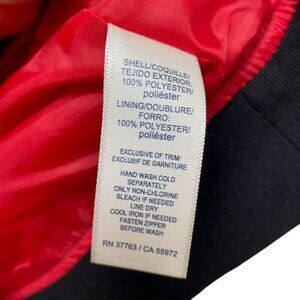 SHELL/COQUILLE/
TEJIDO EXTERIOR:
100% POLYESTER/
poliéster
LINING/DOUBLURE/
FORRO:
100% POLYESTER/
poliéster
EXCLUSIVE OF TRIM/
EXCLUSIF DE GARNITURE
HAND WASH COLD
SEPARATELY
ONLY NON-CHLORINE
BLEACH IF NEEDED
LINE DRY
COOL IRON IF NEEDED
FASTEN ZIPPER
BEFORE WASH
RN 37763 / CA 55972